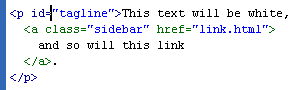 <p id="tagline">This text will be white,
<a class="sidebar" href="link.html">
and so will this link
</a>.
</p>